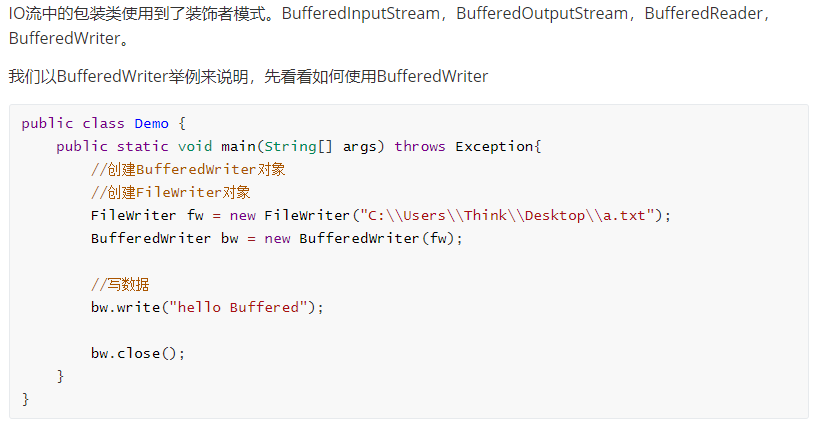 IO流中的包装类使用到了装饰者模式。BufferedInputStream，BufferedOutputStream，BufferedReader，
BufferedWriter。
我们以BufferedWriter举例来说明，先看看如何使用BufferedWriter
public class Demo {
    public static void main(String[] args) throws Exception{
        //创建BufferedWriter对象
        //创建FileWriter对象
        FileWriter fw = new FileWriter("C:\\Users\\Think\\Desktop\\a.txt");
        BufferedWriter bw = new BufferedWriter(fw);
        //写数据
        bw.write("hello Buffered");
        bw.close();
    }
}